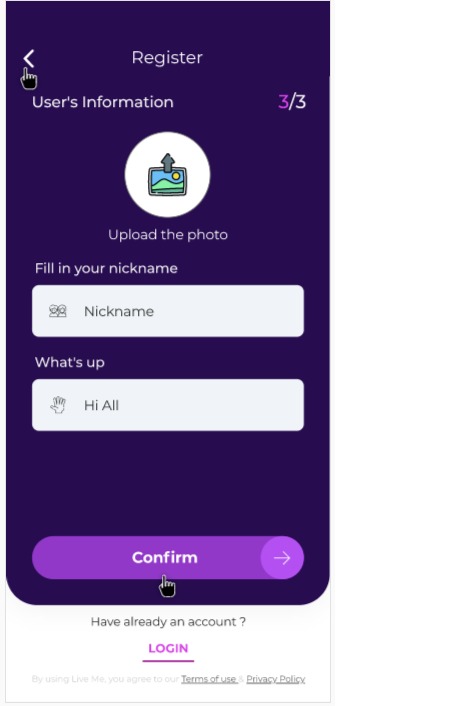 Register
User's Information 3/3
Upload the photo
Fill in your nickname
Nickname
What's up
Hi All
Confirm
Have already an account ?
LOGIN
By using Live Me, you agree to our Terms of use & Privacy Policy